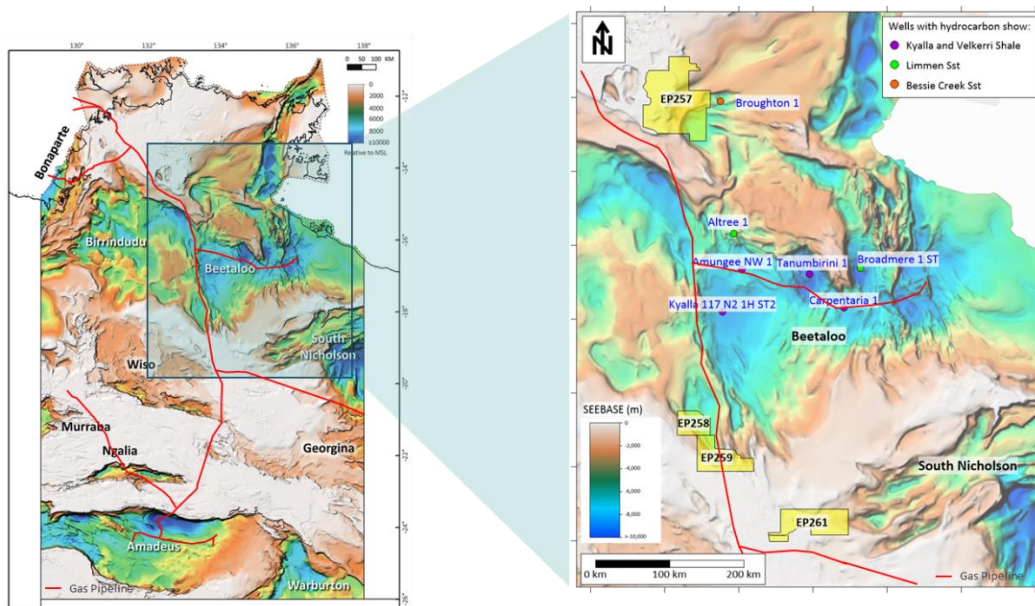 130°
132°
134°
136°
138°
0 50 100 KM
0
2000
4000
6000
8000
≥10000
Relative to MSL
-12°
-14°
-16°
-18°
-20°
-22°
-24°
-26°
Bonaparte
Birrindudu
Beetaloo
South
Nicholson
Wiso
Murraba
Ngalia
Georgina
Amadeus
Warburton
Gas Pipeline
N
Wells with hydrocarbon show:
Kyalla and Velkerri Shale
Limmen Sst
Bessie Creek Sst
EP257
Broughton 1
Altree 1
Amungee NW 1
Tanumbirini 1
Broadmere 1 ST
Kyalla 117 N2 1H ST2
Carpentaria 1
Beetaloo
SEEBASE (m)
0
-2,000
-4,000
-6,000
-8,000
EP258
EP259
South Nicholson
EP261
0 km
100 km
200 km
Gas Pipeline